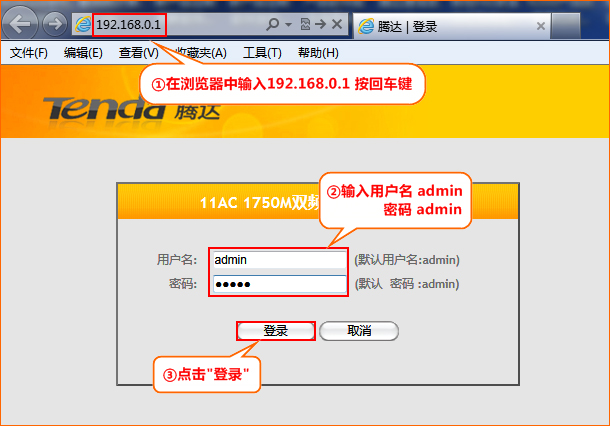 192.168.0.1
腾达 | 登录
文件(F) 编辑(E) 查看(V) 收藏夹(A) 工具(T) 帮助(H)
①在浏览器中输入192.168.0.1 按回车键
Tenda 腾达
②输入用户名 admin
密码 admin
11AC 1750M双频
用户名: admin (默认用户名:admin)
密码: ●●●●● (默认 密码 :admin)
登录 取消
③点击"登录"